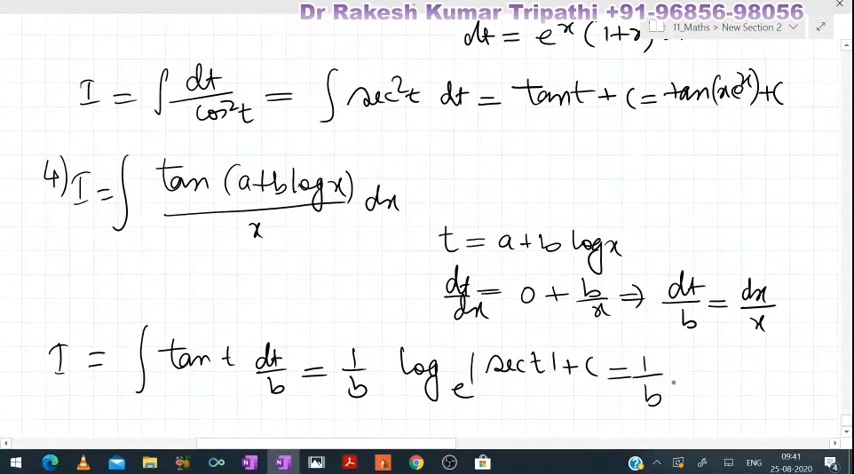 Dr Rakesh Kumar Tripathi +91-96856-98056
11_Maths > New Section 2
dt = e^x (1+x)
I = ∫ dt/cos²t = ∫ sec²t dt = tant + C = tan(xe^x) + C
4) I = ∫ tan (a+b logx)/x dx
t = a+b logx
dt/dx = 0 + b/x ⇒ dt/b = dx/x
I = ∫ tan t dt/b = 1/b log_e |sect| + C = 1/b
ENG
09:41
25-08-2020
4